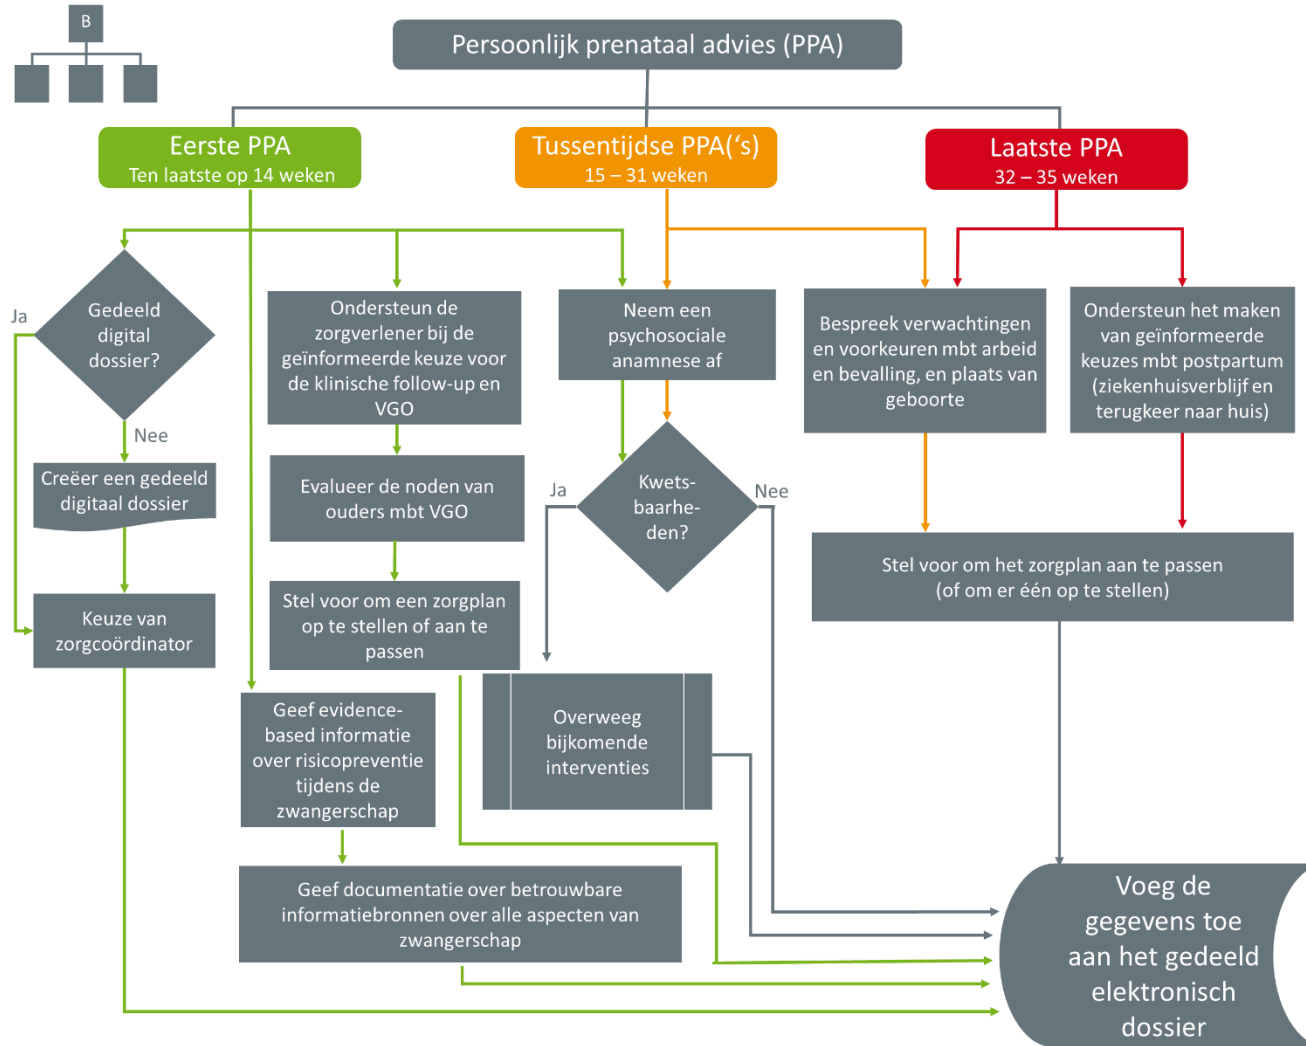 B
Persoonlijk prenataal advies (PPA)
Eerste PPA
Ten laatste op 14 weken
Tussentijdse PPA(‘s)
15 – 31 weken
Laatste PPA
32 – 35 weken
Gedeeld
digital
dossier?
Ja
Nee
Creëer een gedeeld
digitaal dossier
Keuze van
zorgcoördinator
Ondersteun de
zorgverlener bij de
geïnformeerde keuze voor
de klinische follow-up en
VGO
Evalueer de noden van
ouders mbt VGO
Stel voor om een zorgplan
op te stellen of aan te
passen
Geef evidence-
based informatie
over risicopreventie
tijdens de
zwangerschap
Geef documentatie over betrouwbare
informatiebronnen over alle aspecten van
zwangerschap
Neem een
psychosociale
anamnese af
Kwets-
baarhe-
den?
Ja
Nee
Overweeg
bijkomende
interventies
Bespreek verwachtingen
en voorkeuren mbt arbeid
en bevalling, en plaats van
geboorte
Ondersteun het maken
van geïnformeerde
keuzes mbt postpartum
(ziekenhuisverblijf en
terugkeer naar huis)
Stel voor om het zorgplan aan te passen
(of om er één op te stellen)
Voeg de
gegevens toe
aan het gedeeld
elektronisch
dossier